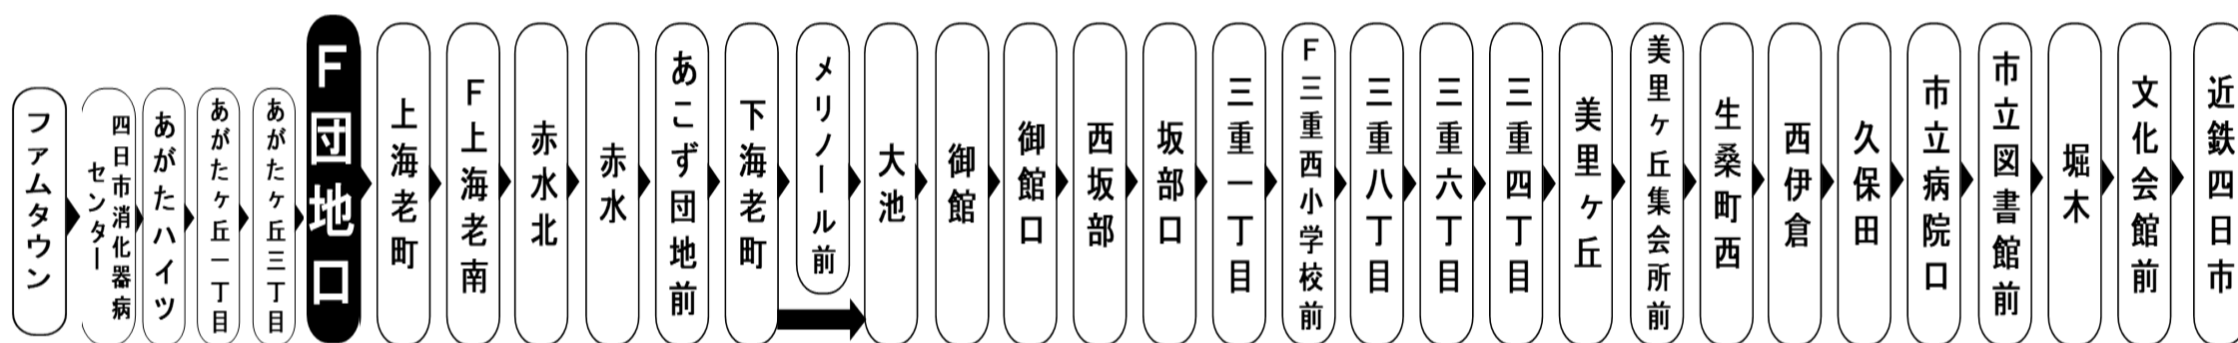 ファムタウン
四日市消化器病
センター
あがたハイツ
あがたヶ丘一丁目
あがたヶ丘三丁目
F団地口
上海老町
F上海老南
赤水北
赤水
あこず団地前
下海老町
メリノール前
大池
御館
御館口
西坂部
坂部口
三重一丁目
F三重西小学校前
三重八丁目
三重六丁目
三重四丁目
美里ヶ丘
美里ヶ丘集会所前
生桑町西
西伊倉
久保田
市立病院口
市立図書館前
堀木
文化会館前
近鉄四日市